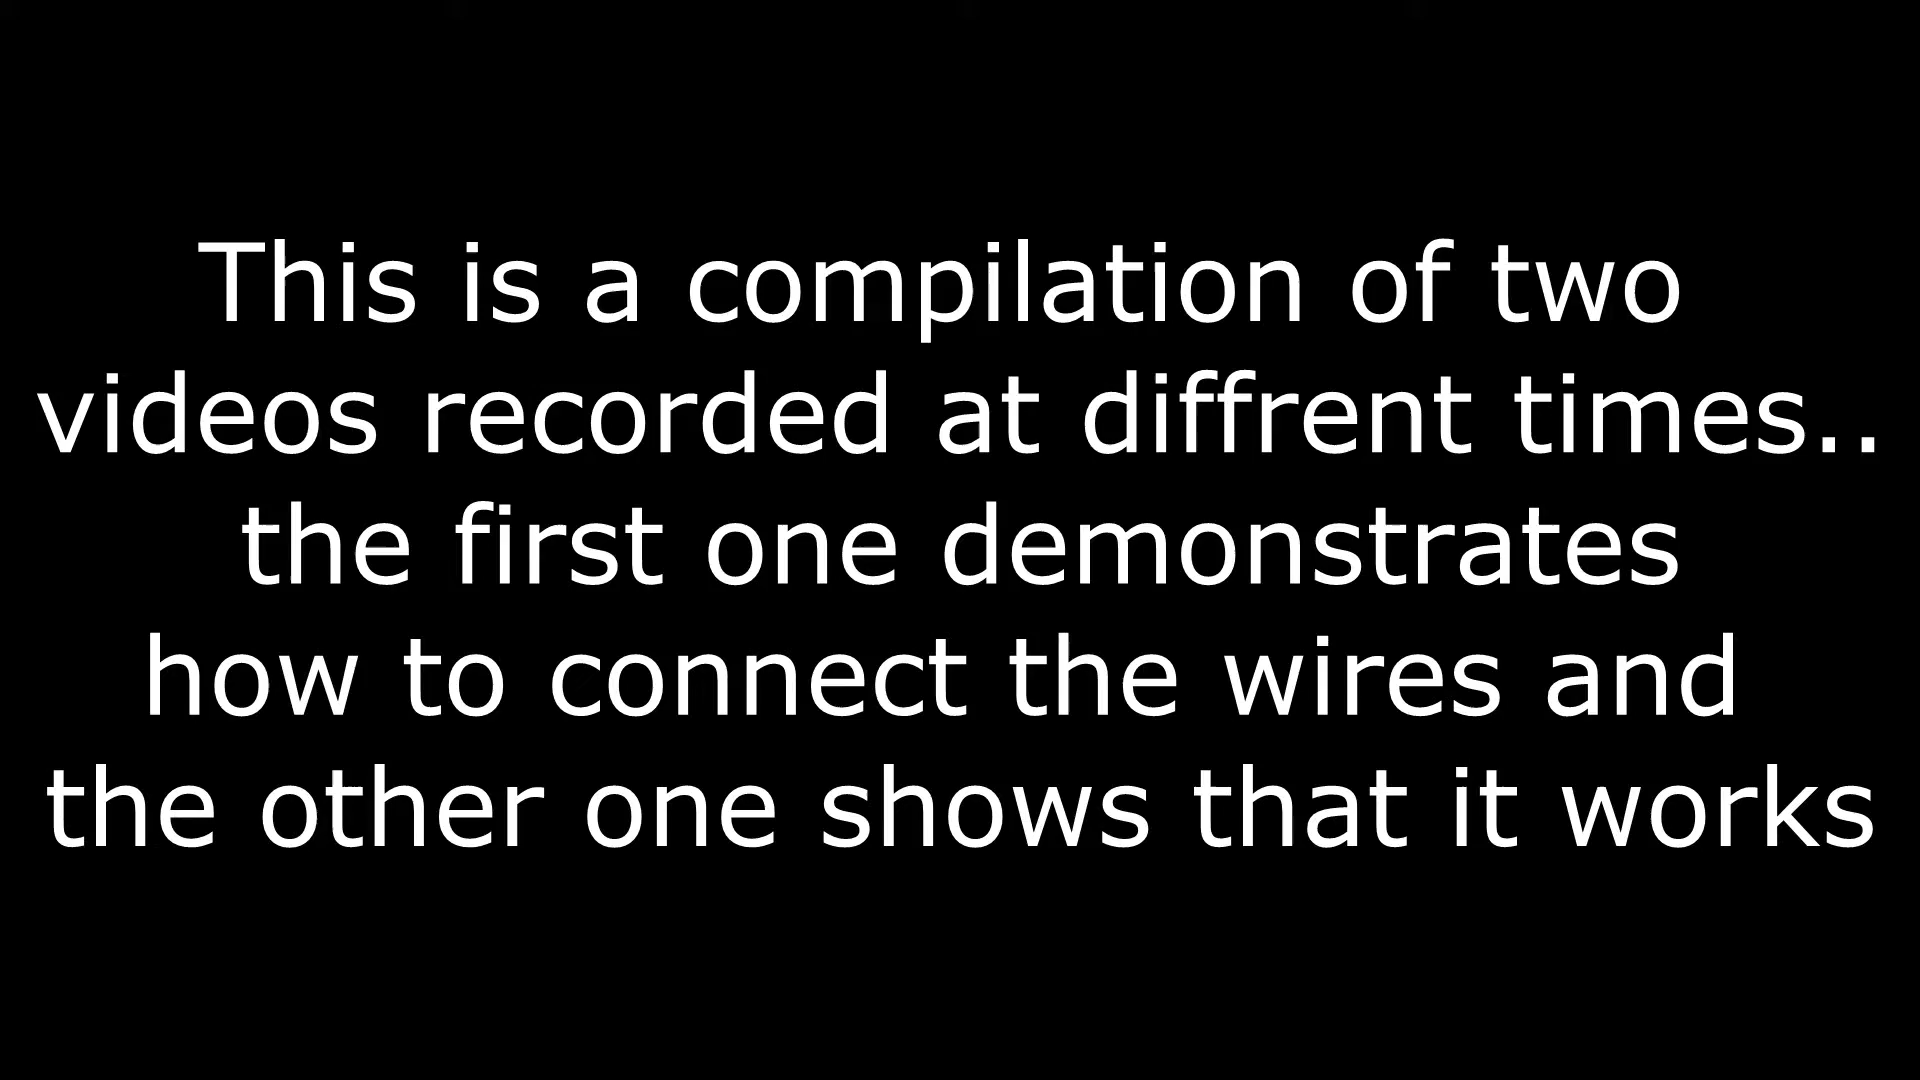 This is a compilation of two
videos recorded at diffrent times..
the first one demonstrates
how to connect the wires and
the other one shows that it works